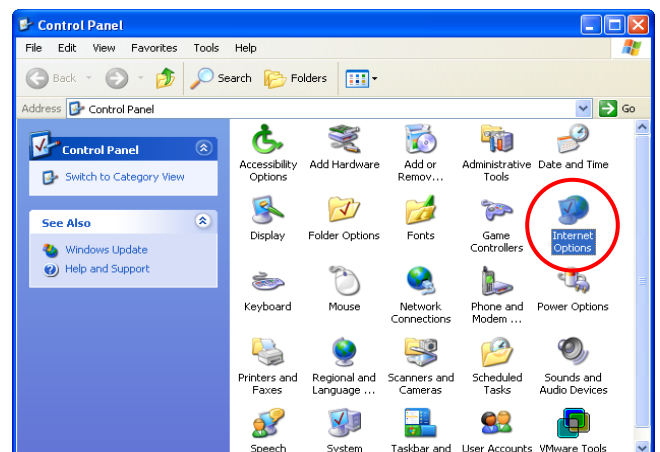 Control Panel
File Edit View Favorites Tools Help
Back Search Folders
Address Control Panel Go
Control Panel
Switch to Category View
See Also
Windows Update
Help and Support
Accessibility Options
Add Hardware
Add or Remov...
Administrative Tools
Date and Time
Display
Folder Options
Fonts
Game Controllers
Internet Options
Keyboard
Mouse
Network Connections
Phone and Modem ...
Power Options
Printers and Faxes
Regional and Language ...
Scanners and Cameras
Scheduled Tasks
Sounds and Audio Devices
Speech
System
Taskbar and
User Accounts
VMware Tools